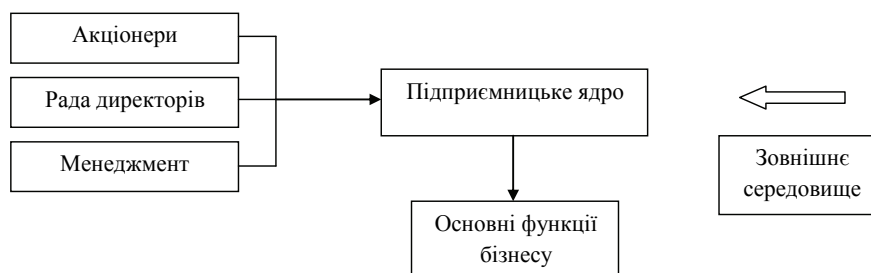 Акціонери
Рада директорів
Менеджмент
Підприємницьке ядро
Основні функції
бізнесу
Зовнішнє
середовище